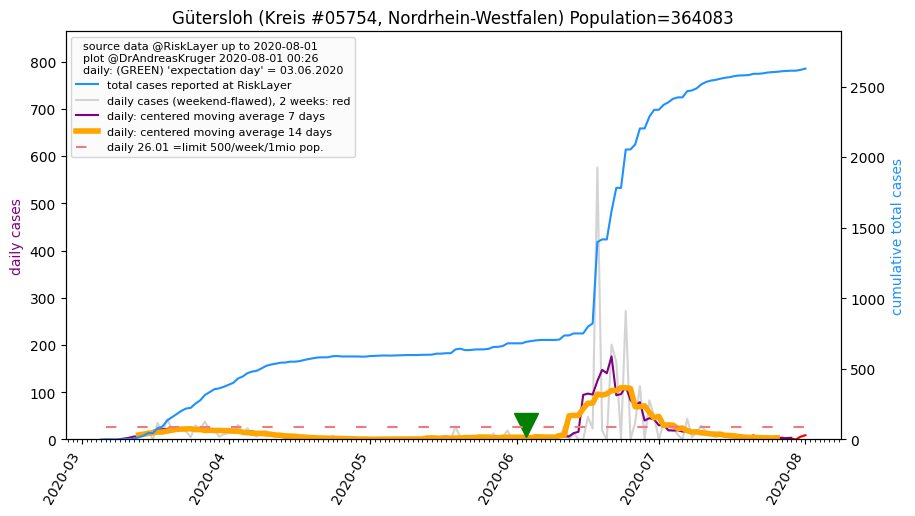 Gütersloh (Kreis #05754, Nordrhein-Westfalen) Population=364083
source data @RiskLayer up to 2020-08-01
plot @DrAndreasKruger 2020-08-01 00:26
daily: (GREEN) 'expectation day' = 03.06.2020
total cases reported at RiskLayer
daily cases (weekend-flawed), 2 weeks: red
daily: centered moving average 7 days
daily: centered moving average 14 days
daily 26.01 =limit 500/week/1mio pop.
daily cases
800
700
600
500
400
300
200
100
0
cumulative total cases
2500
2000
1500
1000
500
0
2020-03
2020-04
2020-05
2020-06
2020-07
2020-08